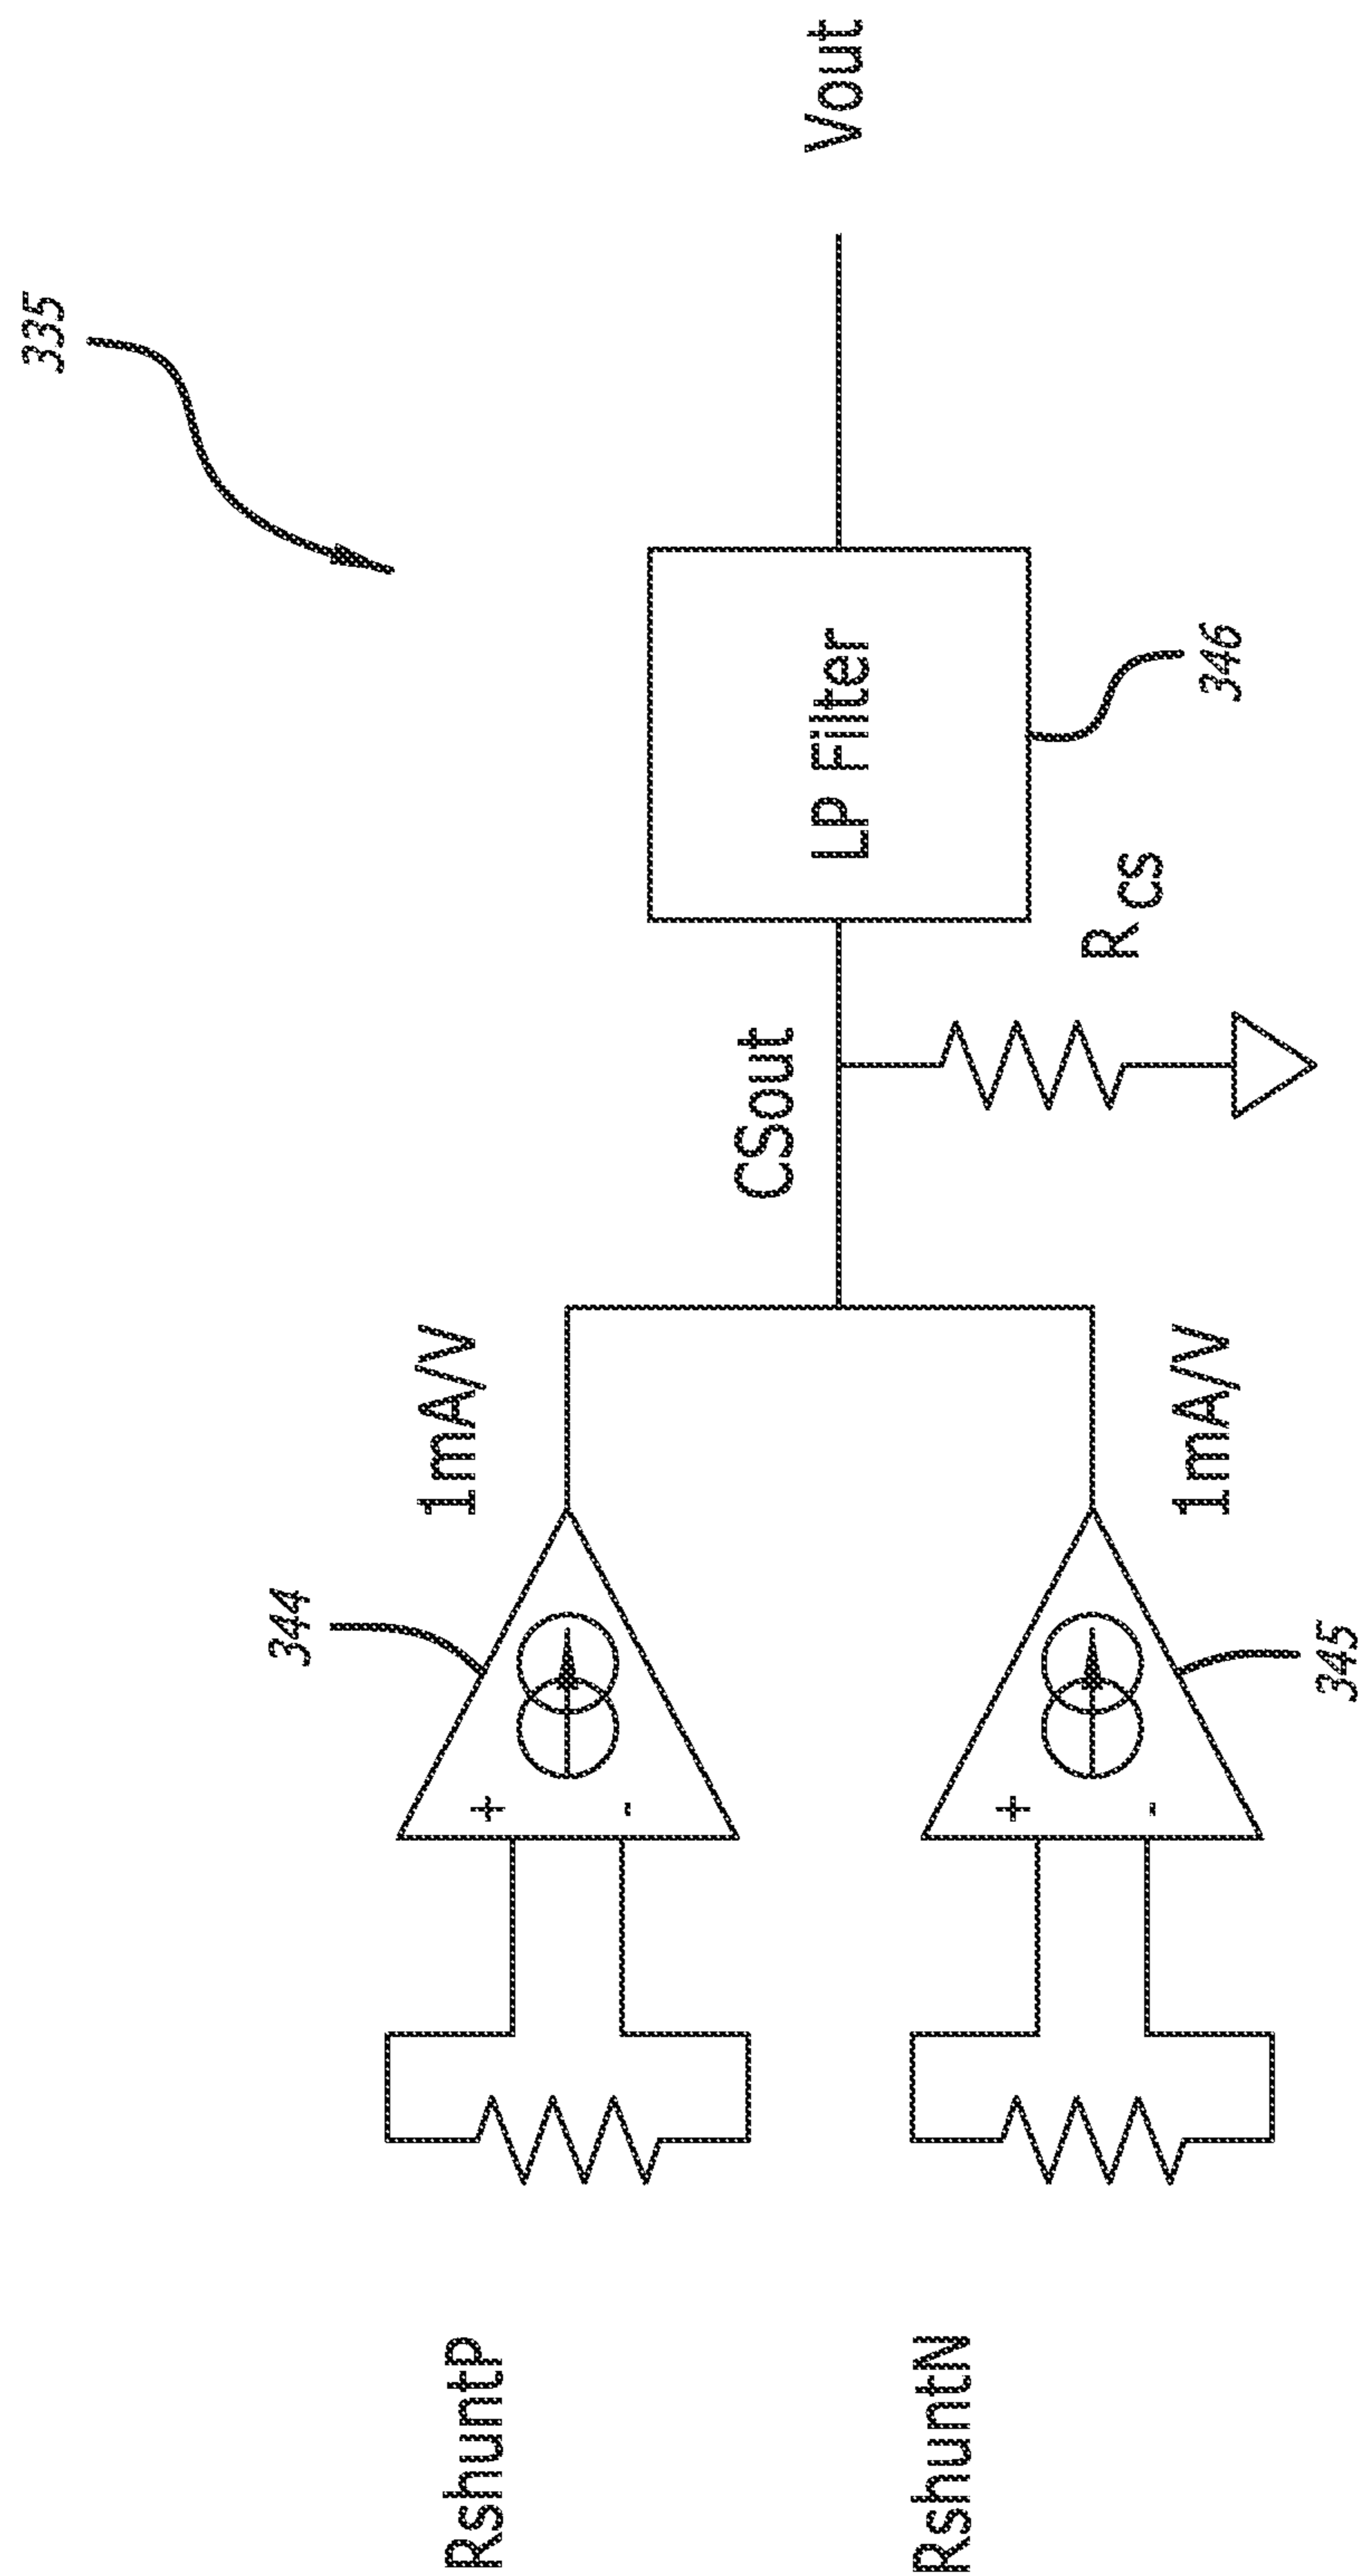 335
344
1mA/V
+
-
RshuntP
CSout
LP Filter
Vout
R CS
346
+
-
1mA/V
RshuntN
345